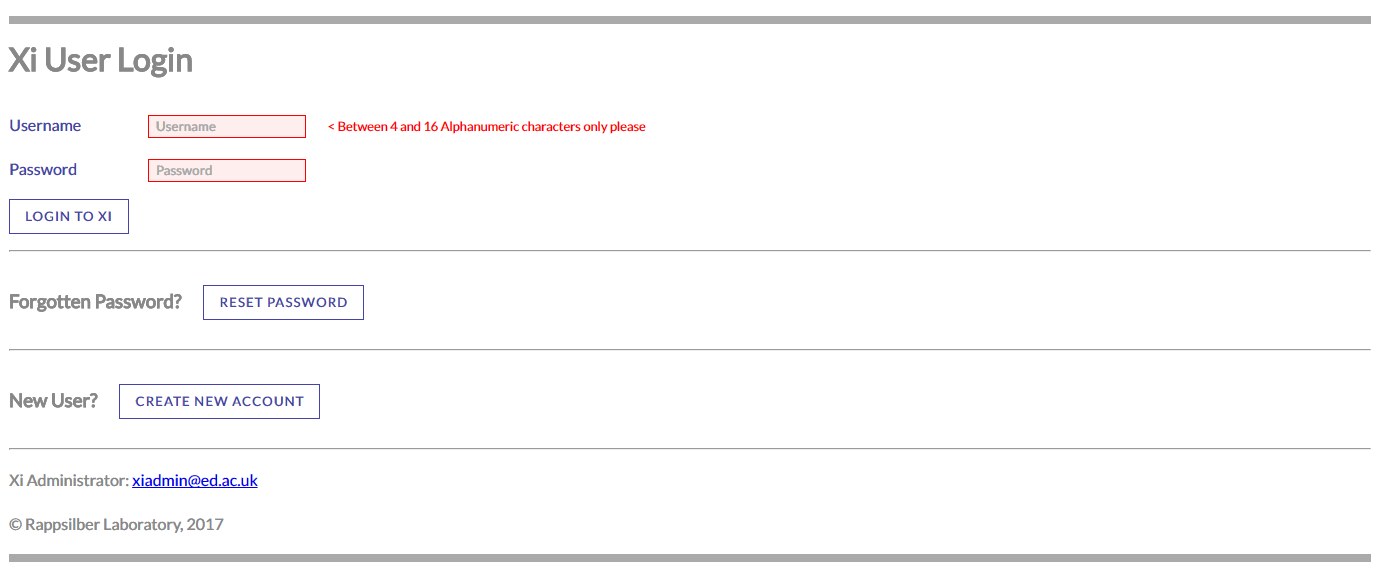 Xi User Login
Username Username < Between 4 and 16 Alphanumeric characters only please
Password Password
LOGIN TO XI
Forgotten Password? RESET PASSWORD
New User? CREATE NEW ACCOUNT
Xi Administrator: xiadmin@ed.ac.uk
© Rappsilber Laboratory, 2017